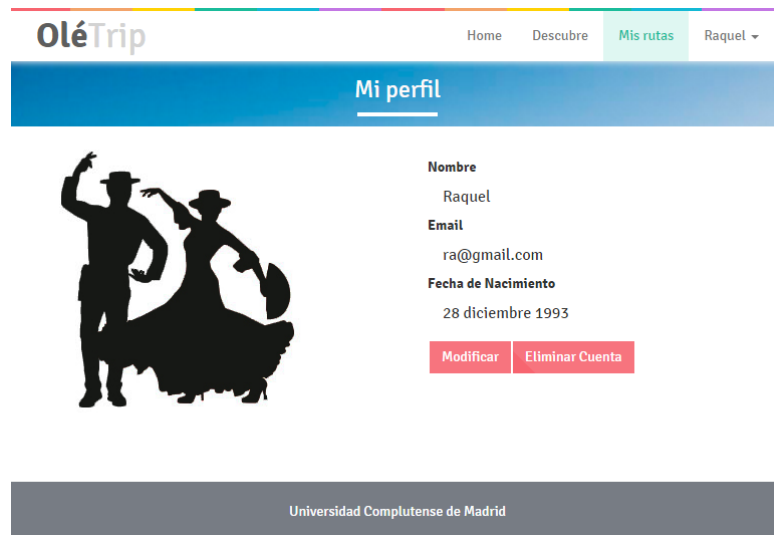 OléTrip
Home Descubre Mis rutas Raquel
Mi perfil
Nombre
Raquel
Email
ra@gmail.com
Fecha de Nacimiento
28 diciembre 1993
Modificar Eliminar Cuenta
Universidad Complutense de Madrid